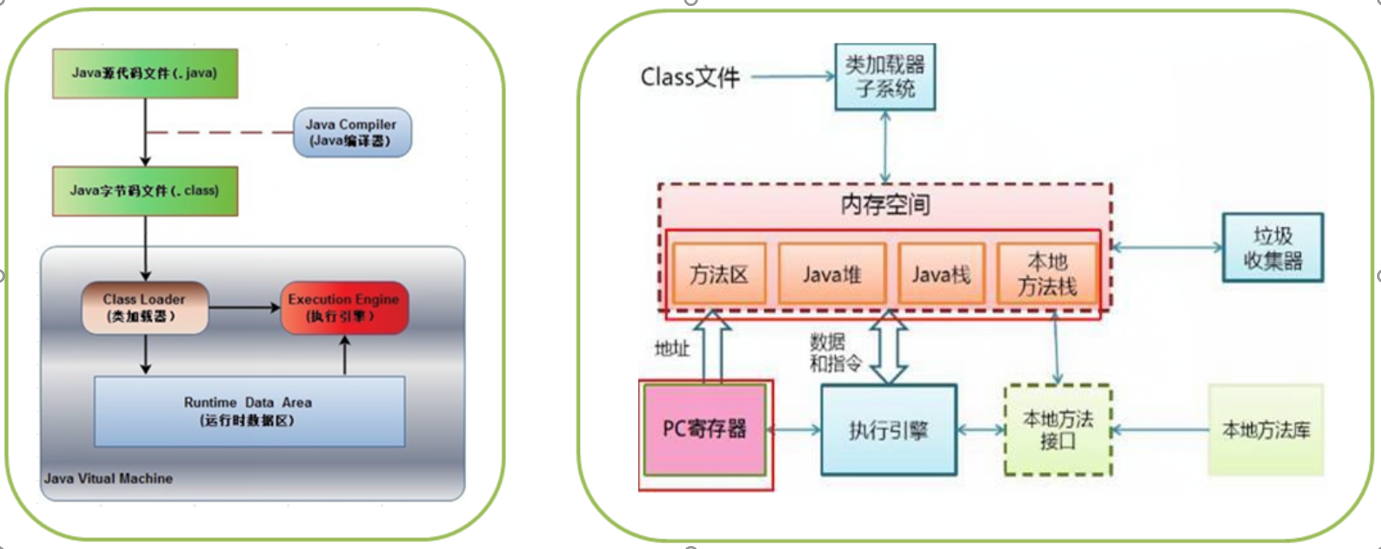 Java源代码文件(.java)
Java Compiler
(Java编译器)
Java字节码文件(.class)
Class Loader
(类加载器)
Execution Engine
(执行引擎)
Runtime Data Area
(运行时数据区)
Java Vitual Machine
Class文件
类加载器
子系统
内存空间
方法区
Java堆
Java栈
本地
方法栈
垃圾
收集器
地址
数据
和指令
PC寄存器
执行引擎
本地方法
接口
本地方法库